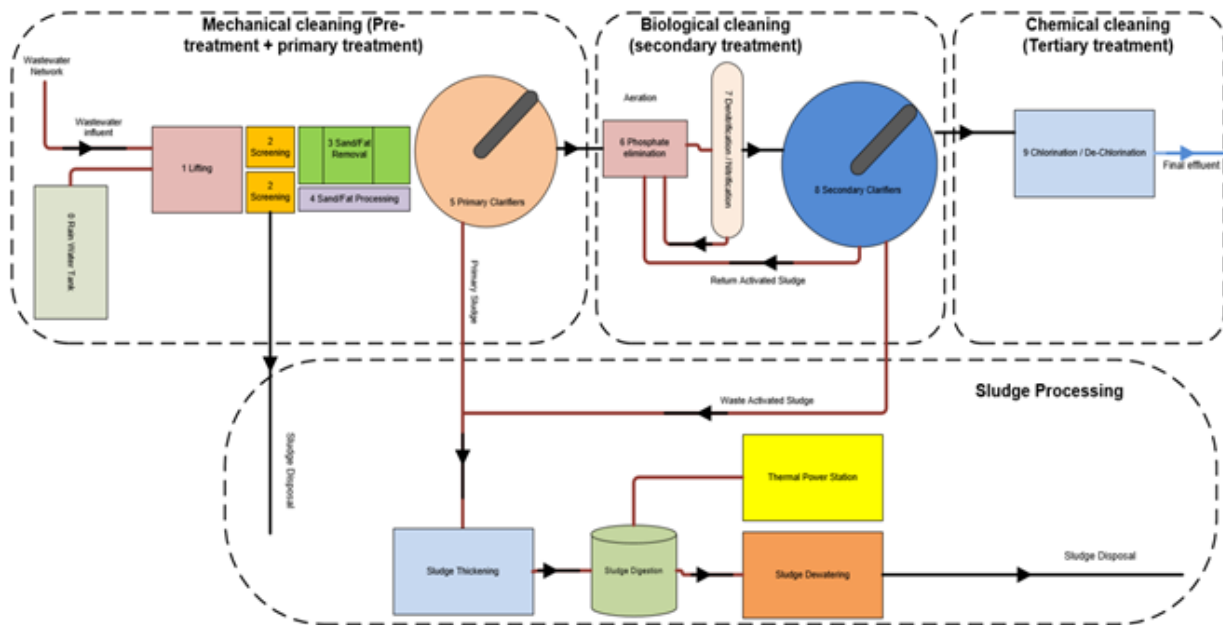 Mechanical cleaning (Pre-
treatment + primary treatment)
Biological cleaning
(secondary treatment)
Chemical cleaning
(Tertiary treatment)
Wastewater
Network
Wastewater
influent
1 Lifting
2
Screening
2
Screening
3 Sand/Fat
Removal
4 Sand/Fat Processing
5 Primary Clarifiers
0 Rain Water Tank
Primary Sludge
Aeration
6 Phosphate
elimination
7 Denitrification / Nitrification
8 Secondary Clarifiers
Return Activated Sludge
9 Chlorination / De-Chlorination
Final effluent
Sludge Processing
Waste Activated Sludge
Sludge Disposal
Thermal Power Station
Sludge Thickening
Sludge Digestion
Sludge Dewatering
Sludge Disposal